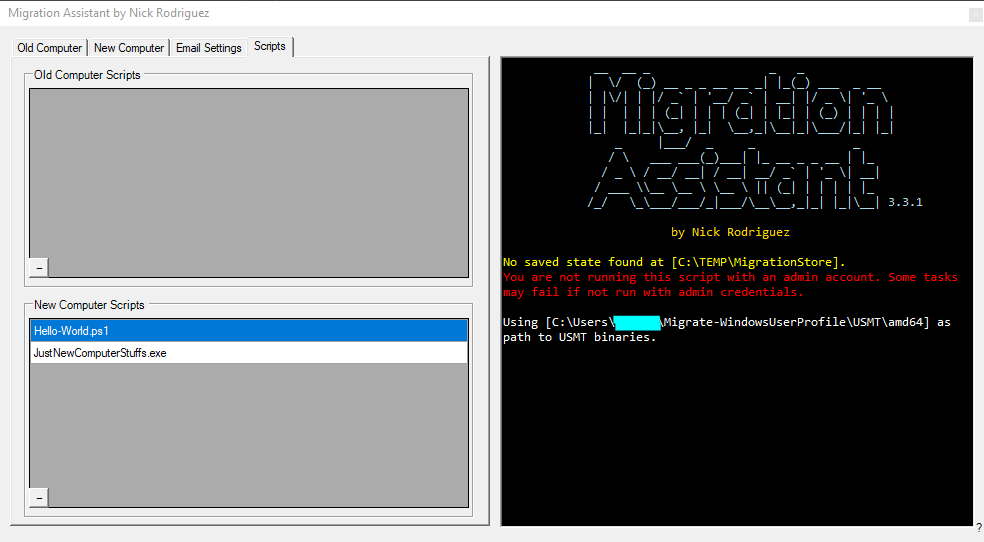 Migration Assistant by Nick Rodriguez
x
Old Computer
New Computer
Email Settings
Scripts
Old Computer Scripts
-
New Computer Scripts
Hello-World.ps1
JustNewComputerStuffs.exe
-
Migration
Assistant 3.3.1
by Nick Rodriguez
No saved state found at [C:\TEMP\MigrationStore].
You are not running this script with an admin account. Some tasks
may fail if not run with admin credentials.
Using [C:\Users\ \Migrate-WindowsUserProfile\USMT\amd64] as
path to USMT binaries.
?